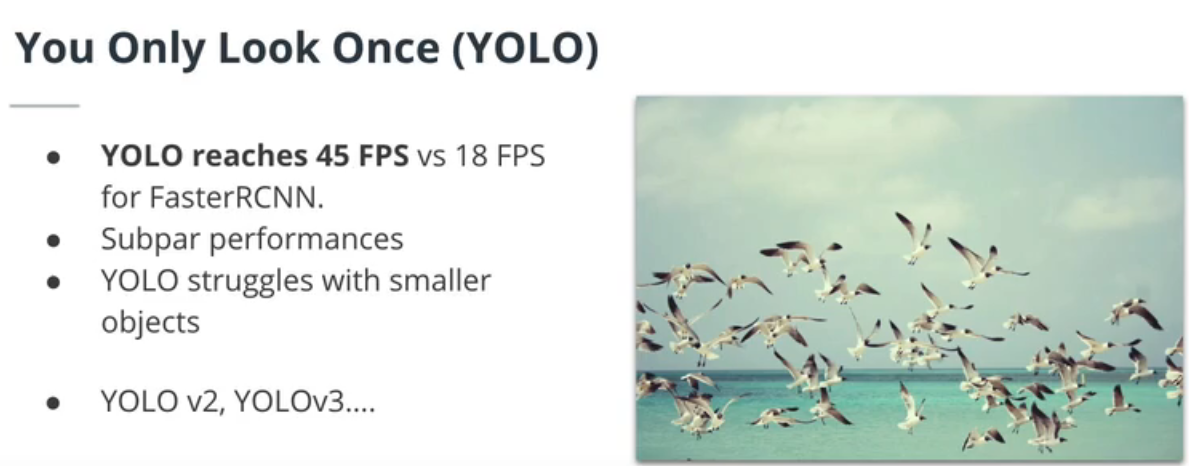 You Only Look Once (YOLO)
● YOLO reaches 45 FPS vs 18 FPS
for FasterRCNN.
● Subpar performances
● YOLO struggles with smaller
objects
● YOLO v2, YOLOv3....